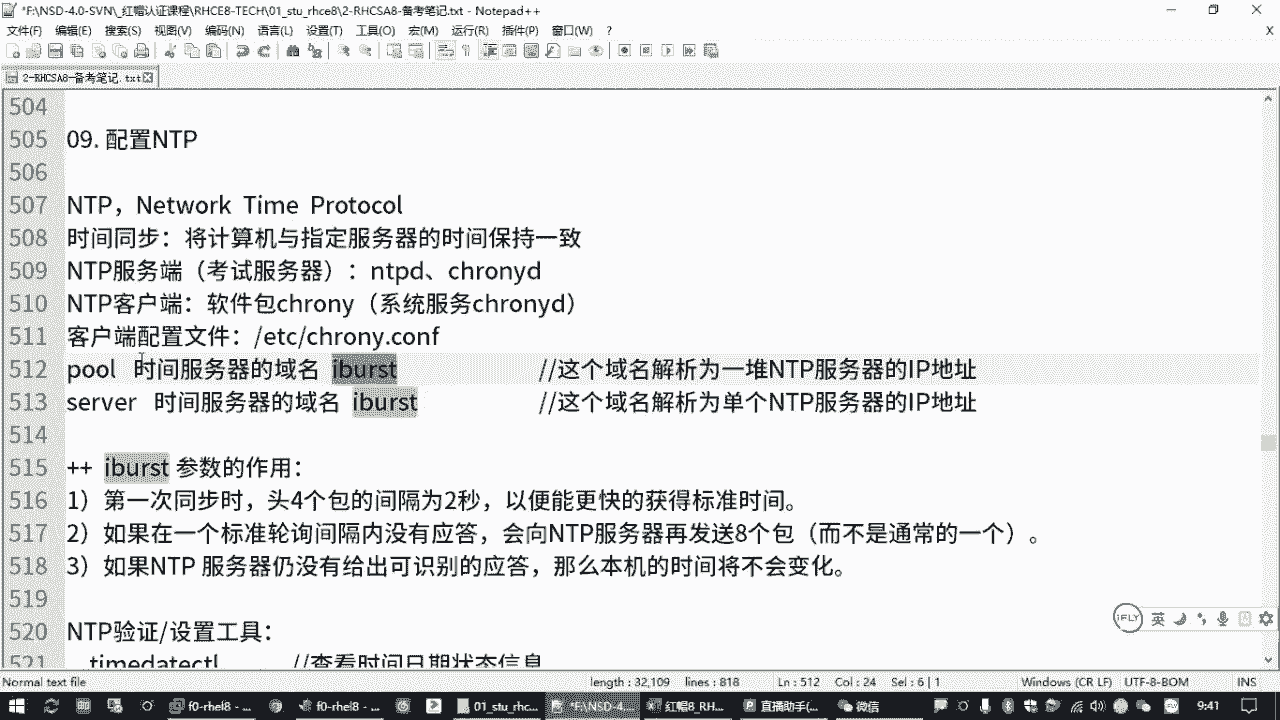 *F:\NSD-4.0-SVN\_红帽认证课程\RHCE8-TECH\01_stu_rhce8\2-RHCSA8-备考笔记.txt - Notepad++
文件(F) 编辑(E) 搜索(S) 视图(V) 编码(N) 语言(L) 设置(T) 工具(O) 宏(M) 运行(R) 插件(P) 窗口(W) ? X
2-RHCSA8-备考笔记.txt
504
505 09. 配置NTP
506
507 NTP，Network Time Protocol
508 时间同步：将计算机与指定服务器的时间保持一致
509 NTP服务端（考试服务器）：ntpd、chronyd
510 NTP客户端：软件包chrony（系统服务chronyd）
511 客户端配置文件：/etc/chrony.conf
512 pool 时间服务器的域名 iburst //这个域名解析为一堆NTP服务器的IP地址
513 server 时间服务器的域名 iburst //这个域名解析为单个NTP服务器的IP地址
514
515 ++ iburst 参数的作用：
516 1）第一次同步时，头4个包的间隔为2秒，以便能更快的获得标准时间。
517 2）如果在一个标准轮询间隔内没有应答，会向NTP服务器再发送8个包（而不是通常的一个）。
518 3）如果NTP 服务器仍没有给出可识别的应答，那么本机的时间将不会变化。
519
520 NTP验证/设置工具：
521 timedatectl //查看时间日期状态信息
iFLY 英
Normal text file length : 32,109 lines : 818 Ln : 512 Col : 24 Sel : 6 | 1 Windows (CR LF) UTF-8-BOM INS
f0-rhel8 - ... f0-rhel8 - ... 01_stu_rhc... *F:\NSD-4.... 红帽8_RH... 直播助手(... 微信 9:41